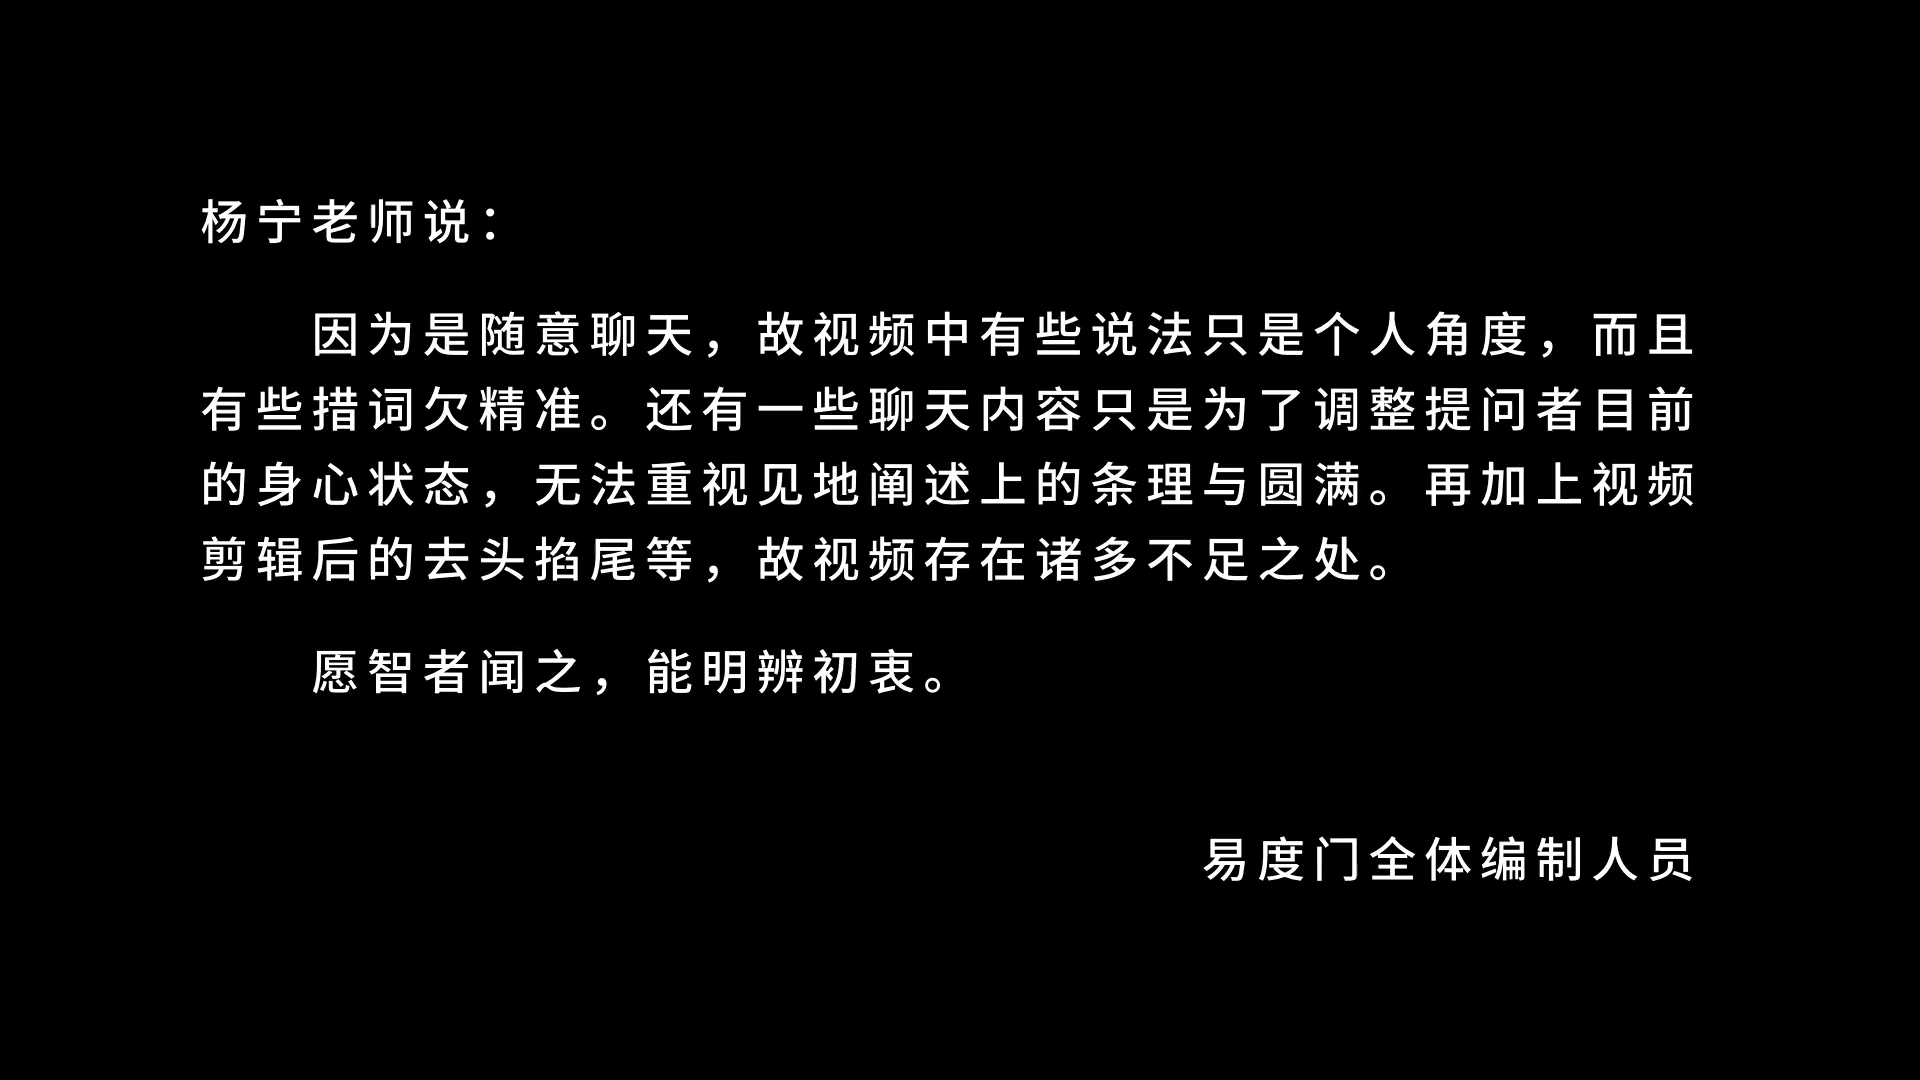 杨宁老师说：
因为是随意聊天，故视频中有些说法只是个人角度，而且
有些措词欠精准。还有一些聊天内容只是为了调整提问者目前
的身心状态，无法重视见地阐述上的条理与圆满。再加上视频
剪辑后的去头掐尾等，故视频存在诸多不足之处。
愿智者闻之，能明辨初衷。
易度门全体编制人员